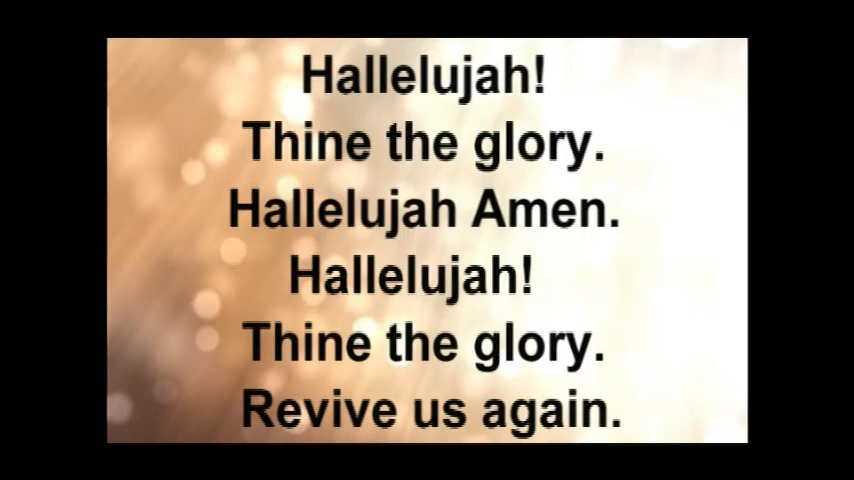 Hallelujah!
Thine the glory.
Hallelujah Amen.
Hallelujah!
Thine the glory.
Revive us again.